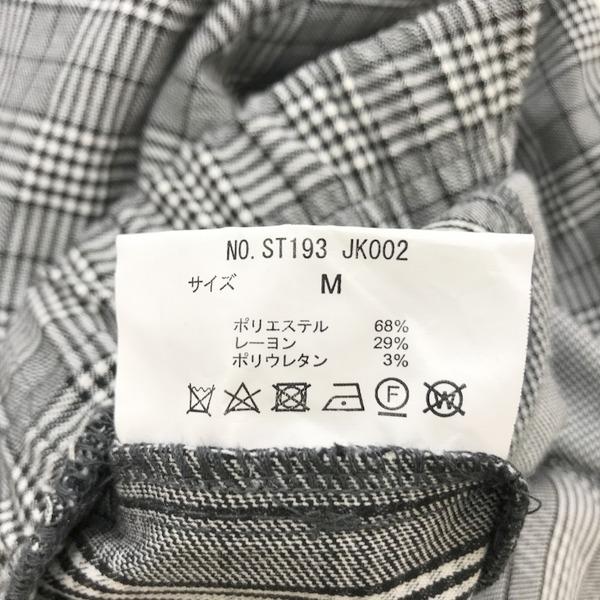 NO. ST193 JK002
サイズ M
ポリエステル 68%
レーヨン 29%
ポリウレタン 3%
F W